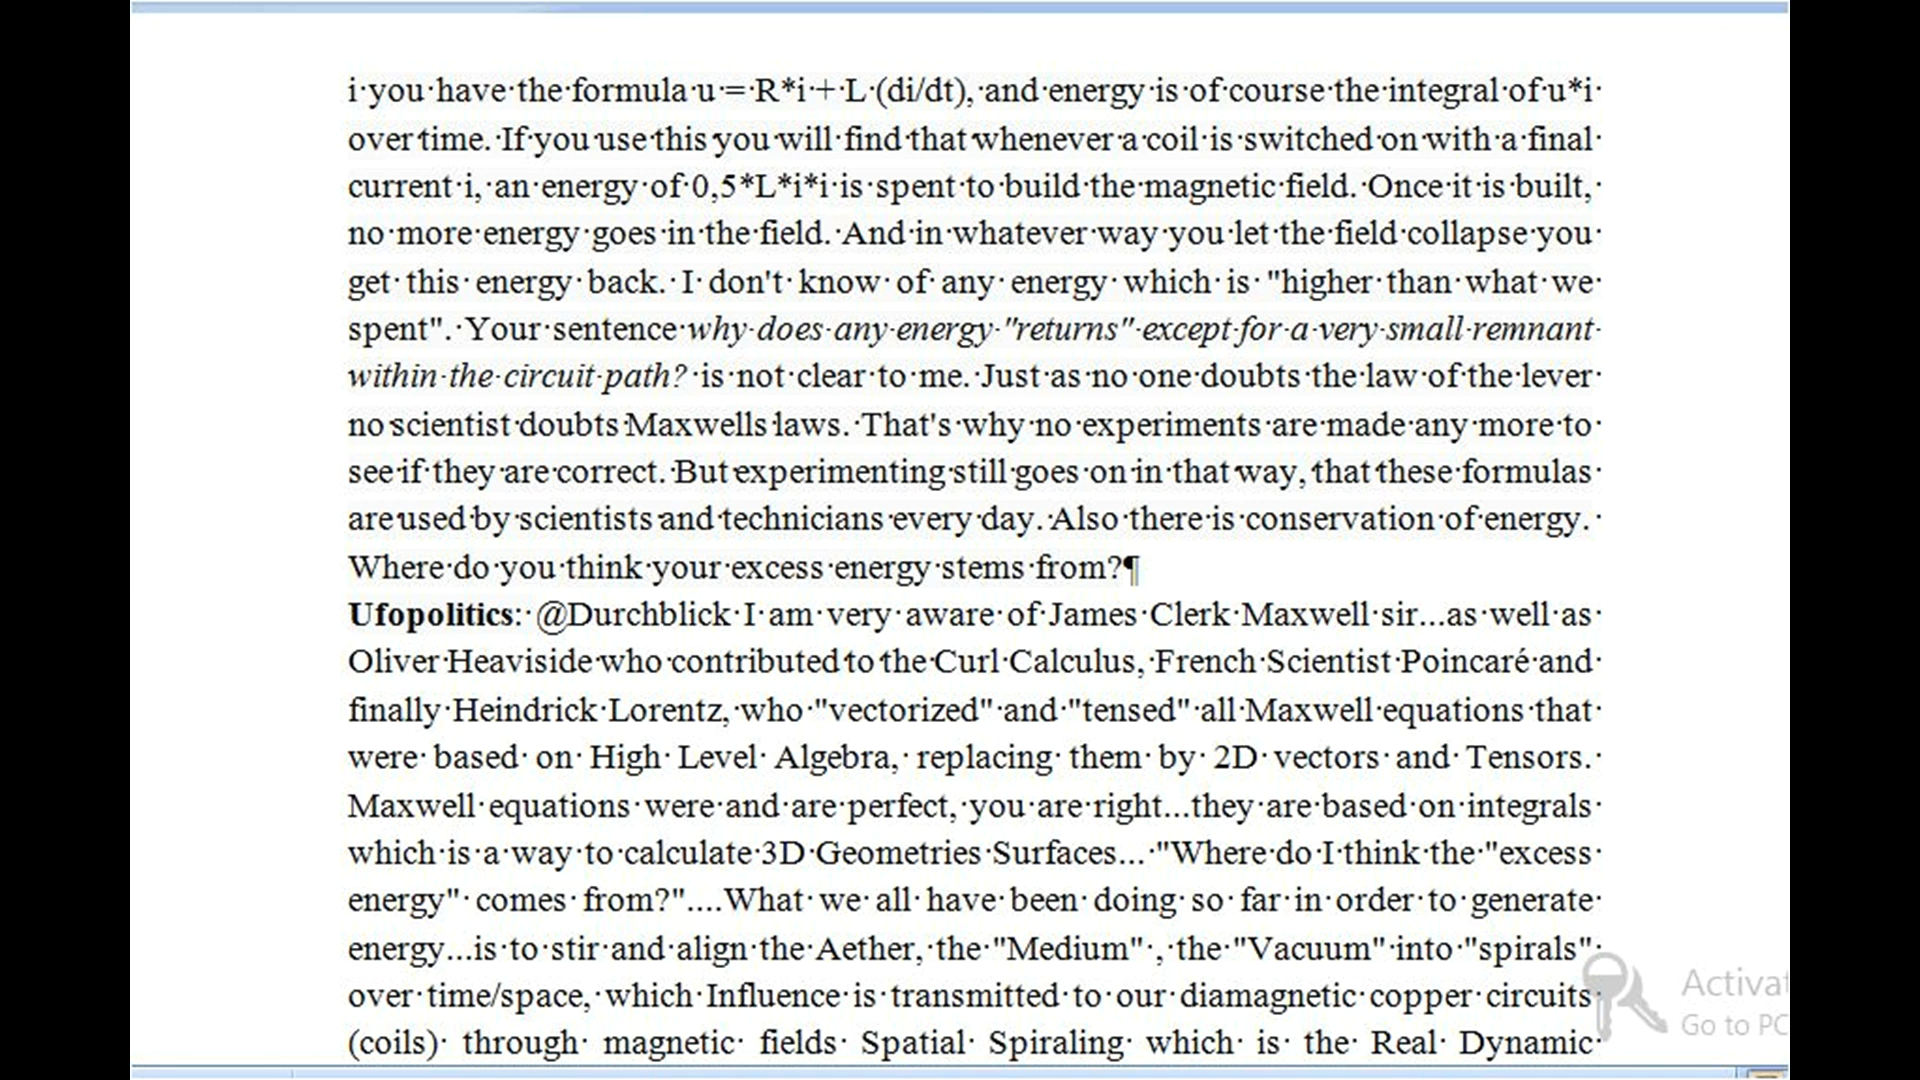 i you have the formula u = R*i + L (di/dt), and energy is of course the integral of u*i
over time. If you use this you will find that whenever a coil is switched on with a final
current i, an energy of 0,5*L*i*i is spent to build the magnetic field. Once it is built,
no more energy goes in the field. And in whatever way you let the field collapse you
get this energy back. I don't know of any energy which is "higher than what we
spent". Your sentence why does any energy "returns" except for a very small remnant
within the circuit path? is not clear to me. Just as no one doubts the law of the lever
no scientist doubts Maxwells laws. That's why no experiments are made any more to
see if they are correct. But experimenting still goes on in that way, that these formulas
are used by scientists and technicians every day. Also there is conservation of energy.
Where do you think your excess energy stems from?¶
Ufopolitics: @Durchblick I am very aware of James Clerk Maxwell sir...as well as
Oliver Heaviside who contributed to the Curl Calculus, French Scientist Poincaré and
finally Heindrick Lorentz, who "vectorized" and "tensed" all Maxwell equations that
were based on High Level Algebra, replacing them by 2D vectors and Tensors.
Maxwell equations were and are perfect, you are right...they are based on integrals
which is a way to calculate 3D Geometries Surfaces... "Where do I think the "excess
energy" comes from?"....What we all have been doing so far in order to generate
energy...is to stir and align the Aether, the "Medium" , the "Vacuum" into "spirals"
over time/space, which Influence is transmitted to our diamagnetic copper circuits
(coils) through magnetic fields Spatial Spiraling which is the Real Dynamic
Activat
Go to PC